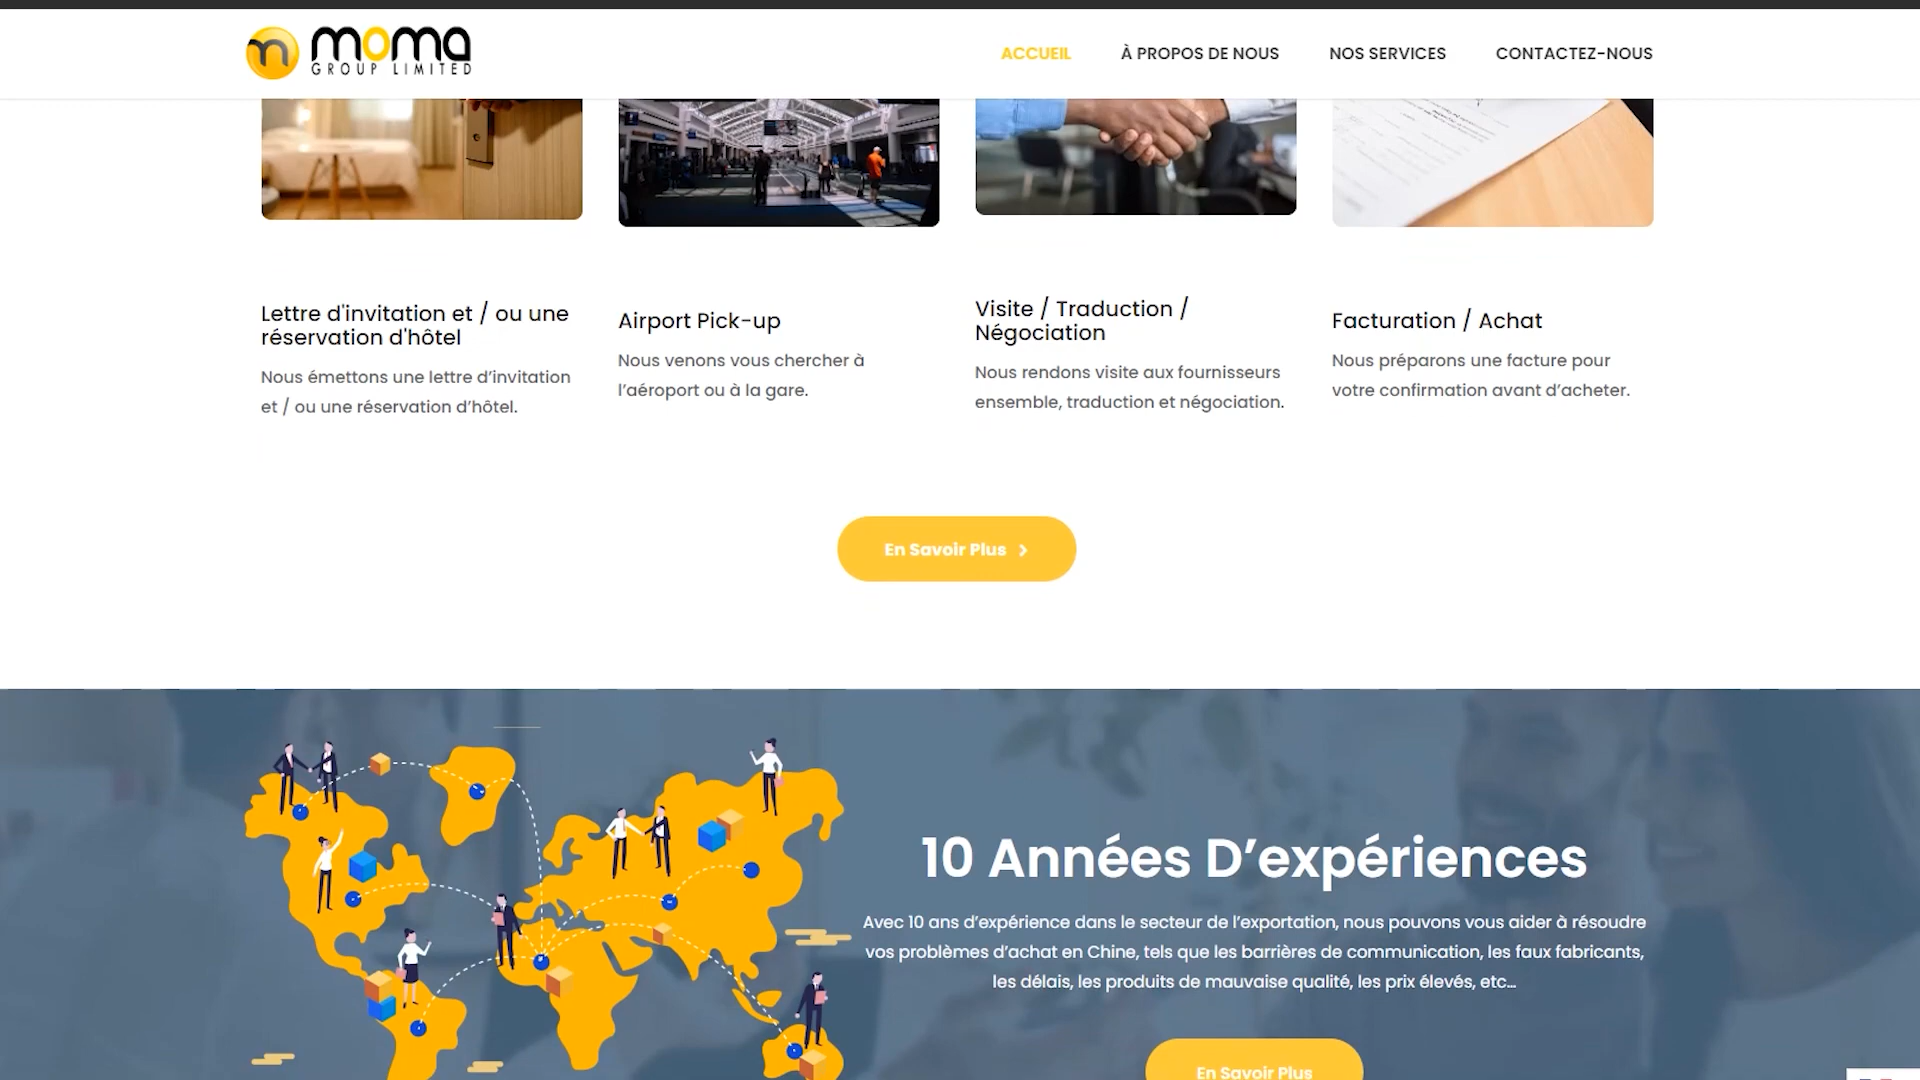 moma
GROUP LIMITED
ACCUEIL
À PROPOS DE NOUS
NOS SERVICES
CONTACTEZ-NOUS
Lettre d'invitation et / ou une
réservation d'hôtel
Nous émettons une lettre d’invitation
et / ou une réservation d’hôtel.
Airport Pick-up
Nous venons vous chercher à
l’aéroport ou à la gare.
Visite / Traduction /
Négociation
Nous rendons visite aux fournisseurs
ensemble, traduction et négociation.
Facturation / Achat
Nous préparons une facture pour
votre confirmation avant d’acheter.
En Savoir Plus
10 Années D’expériences
Avec 10 ans d’expérience dans le secteur de l’exportation, nous pouvons vous aider à résoudre
vos problèmes d’achat en Chine, tels que les barrières de communication, les faux fabricants,
les délais, les produits de mauvaise qualité, les prix élevés, etc…
En Savoir Plus